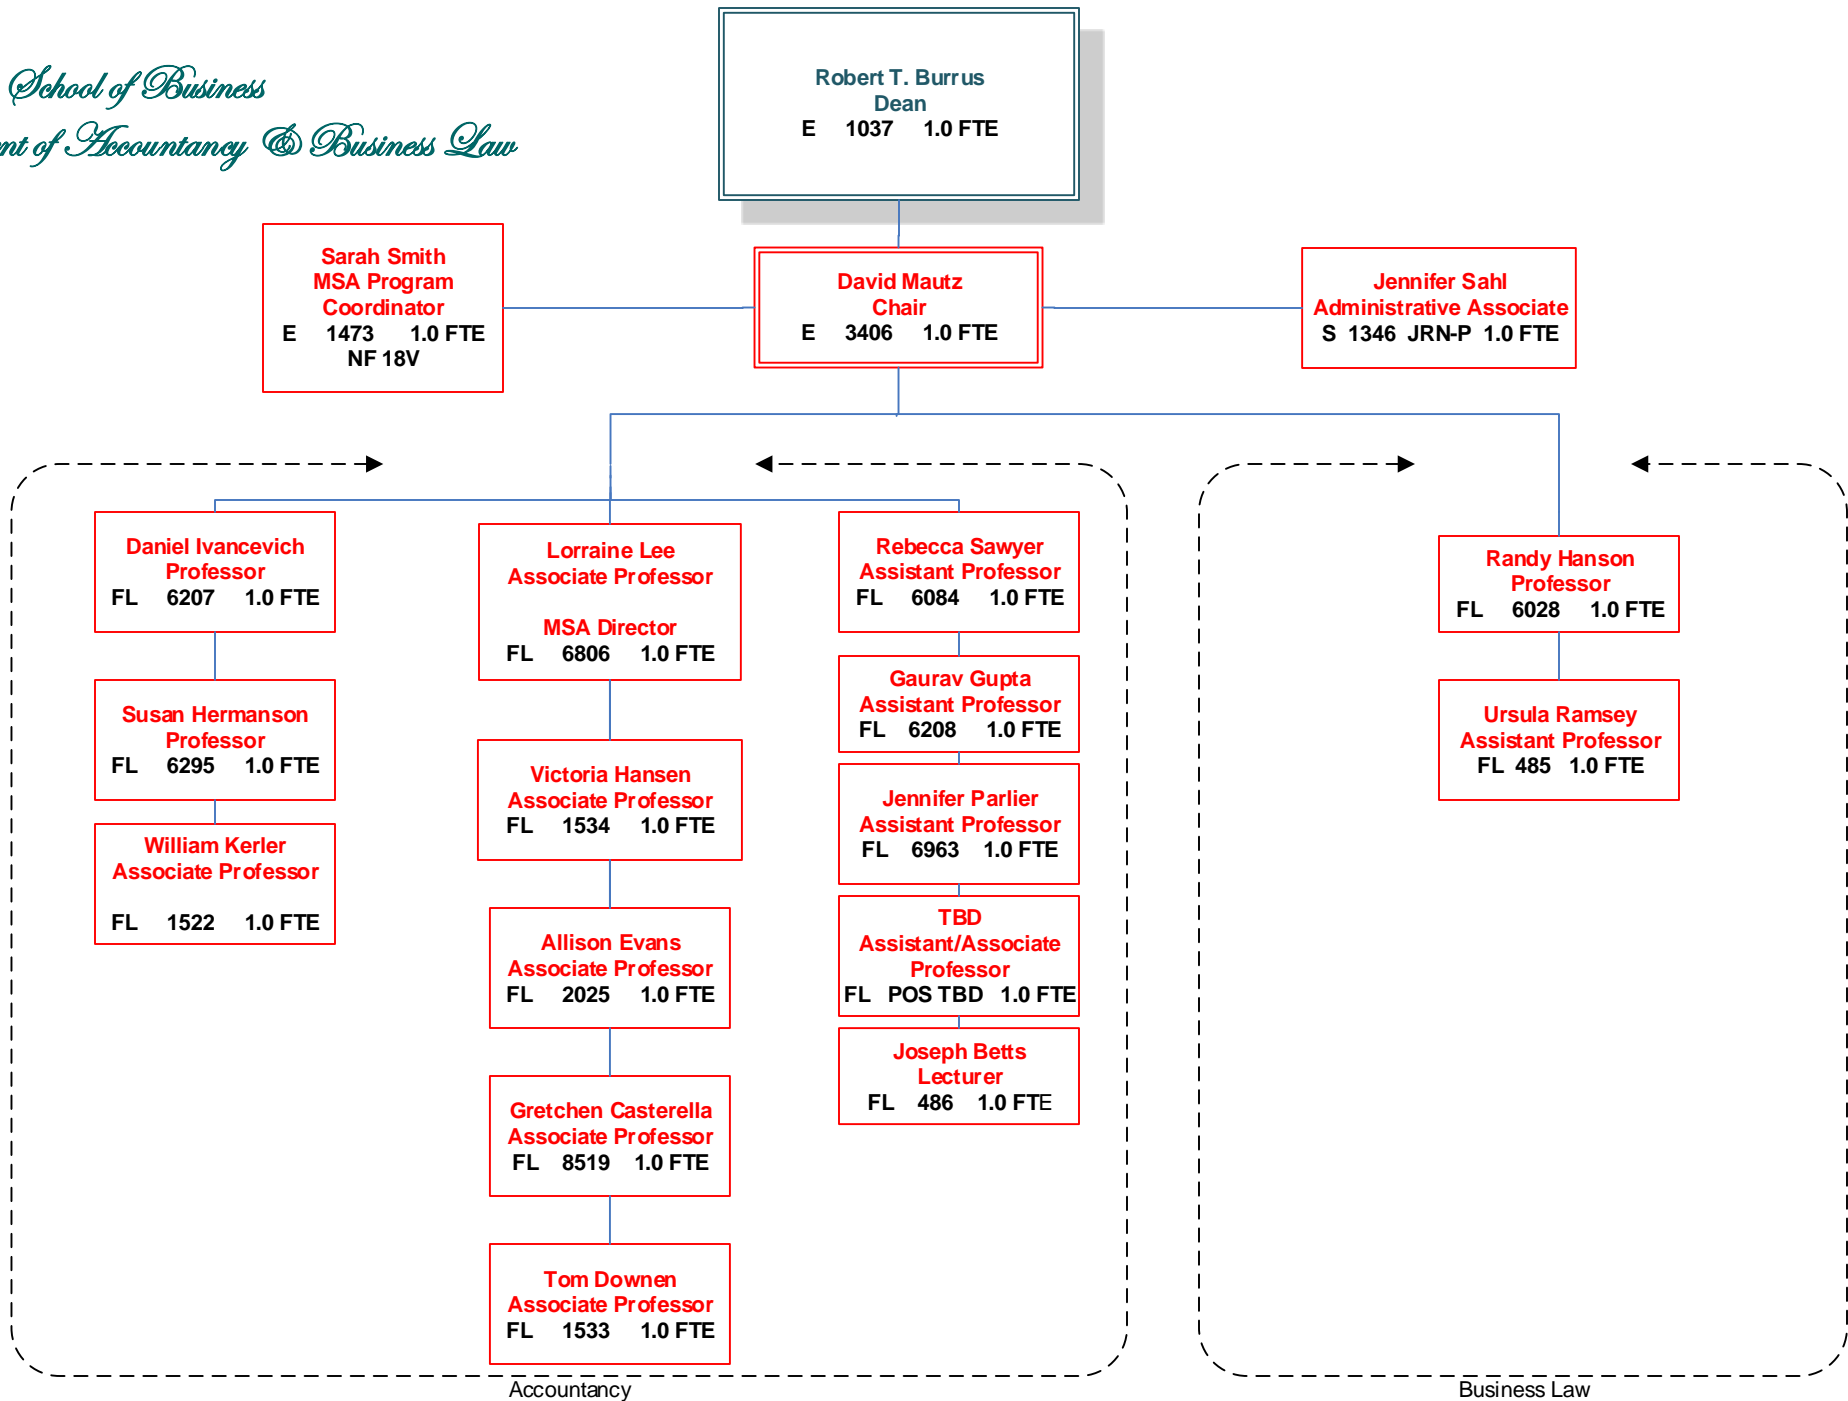 School of Business
of Accountancy & Business Law
Robert T. Burrus
Dean
E 1037 1.0 FTE
Sarah Smith
MSA Program
Coordinator
E 1473 1.0 FTE
NF 18V
David Mautz
Chair
E 3406 1.0 FTE
Jennifer Sahl
Administrative Associate
S 1346 JRN-P 1.0 FTE
Daniel Ivancevich
Professor
FL 6207 1.0 FTE
Susan Hermanson
Professor
FL 6295 1.0 FTE
William Kerler
Associate Professor
FL 1522 1.0 FTE
Lorraine Lee
Associate Professor
MSA Director
FL 6806 1.0 FTE
Victoria Hansen
Associate Professor
FL 1534 1.0 FTE
Allison Evans
Associate Professor
FL 2025 1.0 FTE
Gretchen Casterella
Associate Professor
FL 8519 1.0 FTE
Tom Downen
Associate Professor
FL 1533 1.0 FTE
Rebecca Sawyer
Assistant Professor
FL 6084 1.0 FTE
Gaurav Gupta
Assistant Professor
FL 6208 1.0 FTE
Jennifer Parlier
Assistant Professor
FL 6963 1.0 FTE
TBD
Assistant/Associate
Professor
FL POS TBD 1.0 FTE
Joseph Betts
Lecturer
FL 486 1.0 FTE
Accountancy
Randy Hanson
Professor
FL 6028 1.0 FTE
Ursula Ramsey
Assistant Professor
FL 485 1.0 FTE
Business Law